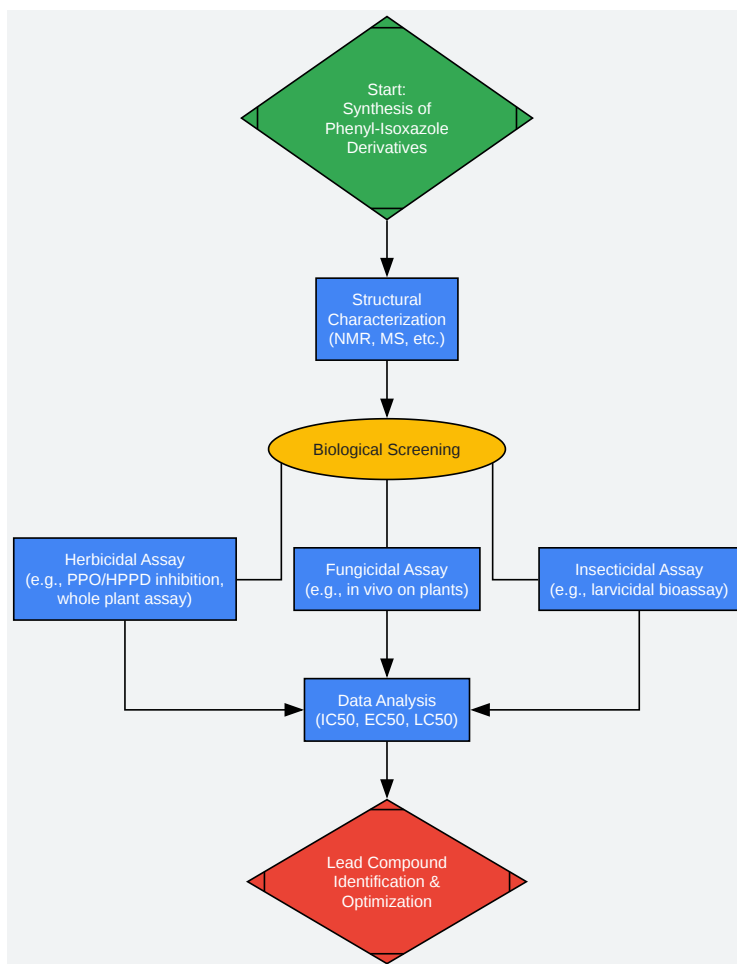 Start:
Synthesis of
Phenyl-Isoxazole
Derivatives
Structural
Characterization
(NMR, MS, etc.)
Biological Screening
Herbicidal Assay
(e.g., PPO/HPPD inhibition,
whole plant assay)
Fungicidal Assay
(e.g., in vivo on plants)
Insecticidal Assay
(e.g., larvicidal bioassay)
Data Analysis
(IC50, EC50, LC50)
Lead Compound
Identification &
Optimization